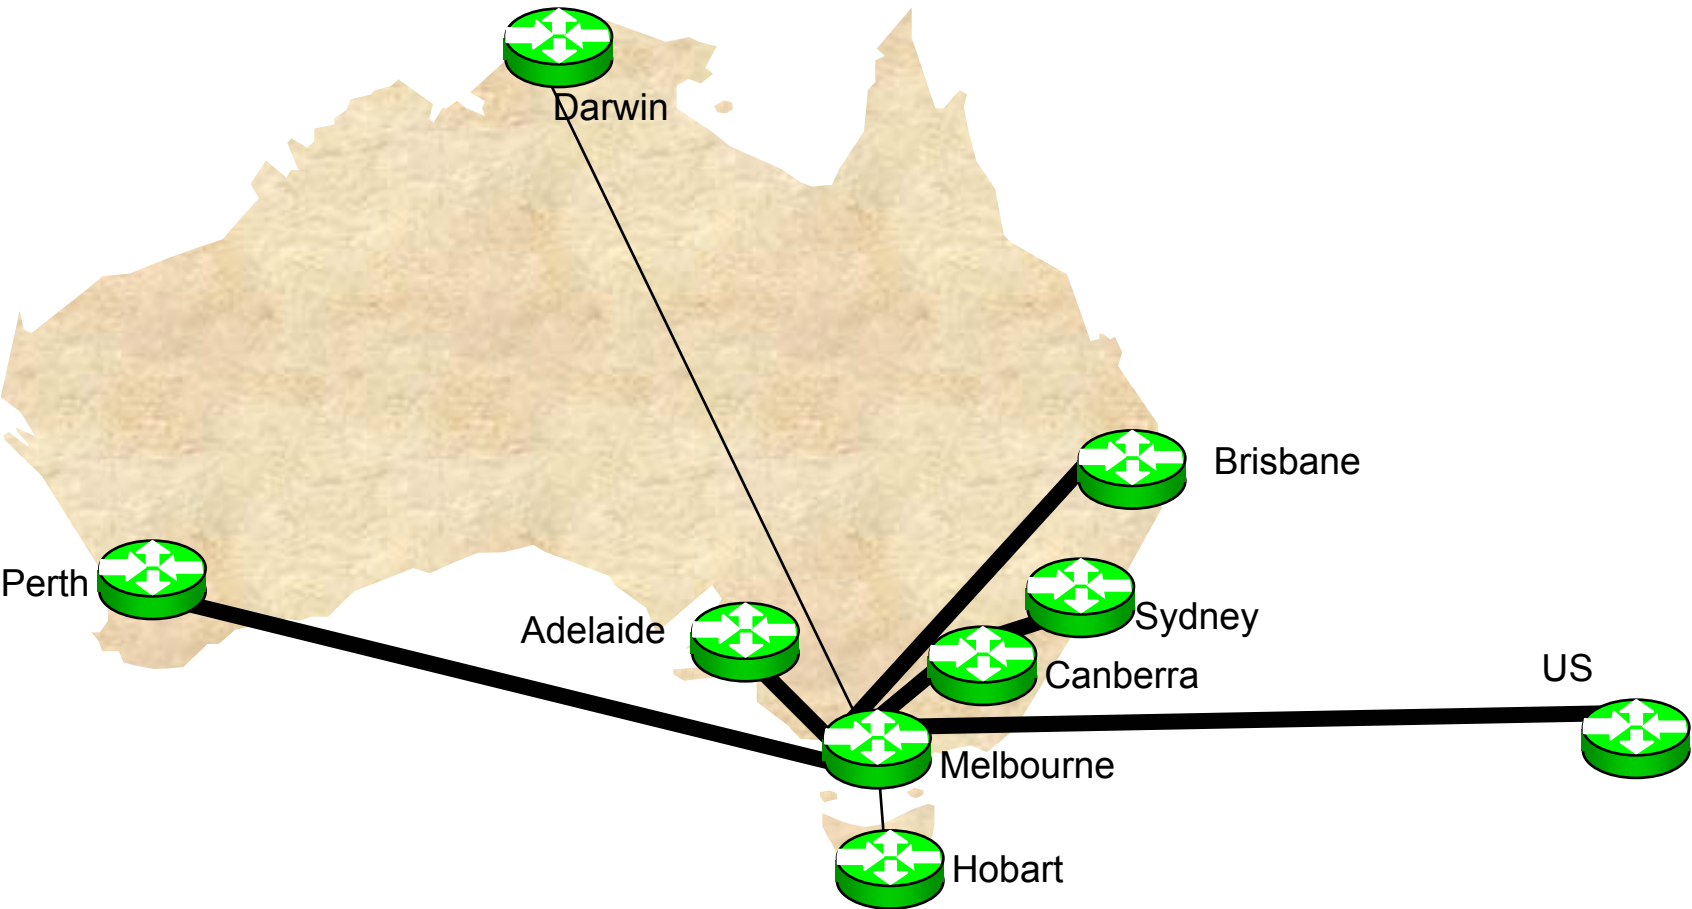 Darwin
Brisbane
Perth
Adelaide
Sydney
Canberra
US
Melbourne
Hobart